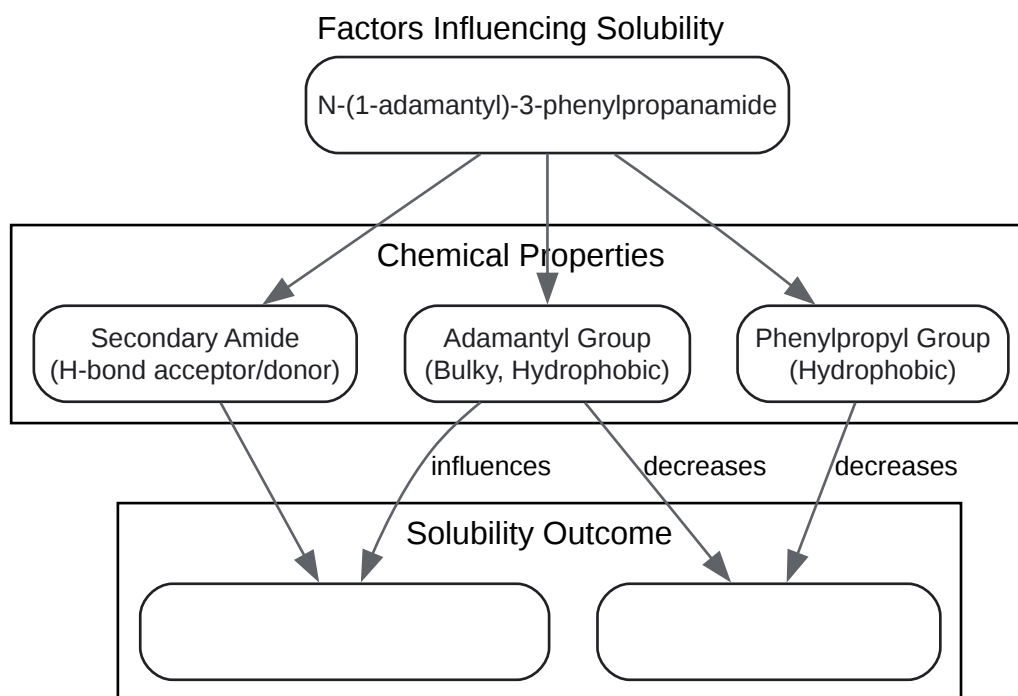 Factors Influencing Solubility
N-(1-adamantyl)-3-phenylpropanamide
Chemical Properties
Secondary Amide
(H-bond acceptor/donor)
Adamantyl Group
(Bulky, Hydrophobic)
Phenylpropyl Group
(Hydrophobic)
influences
decreases
decreases
Solubility Outcome